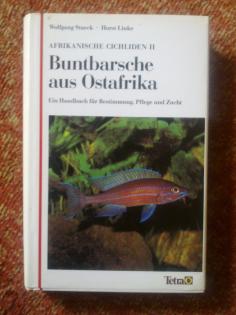 Wolfgang Staeck · Horst Linke
AFRIKANISCHE CICHLIDEN II
Buntbarsche
aus Ostafrika
Ein Handbuch für Bestimmung, Pflege und Zucht
Tetra